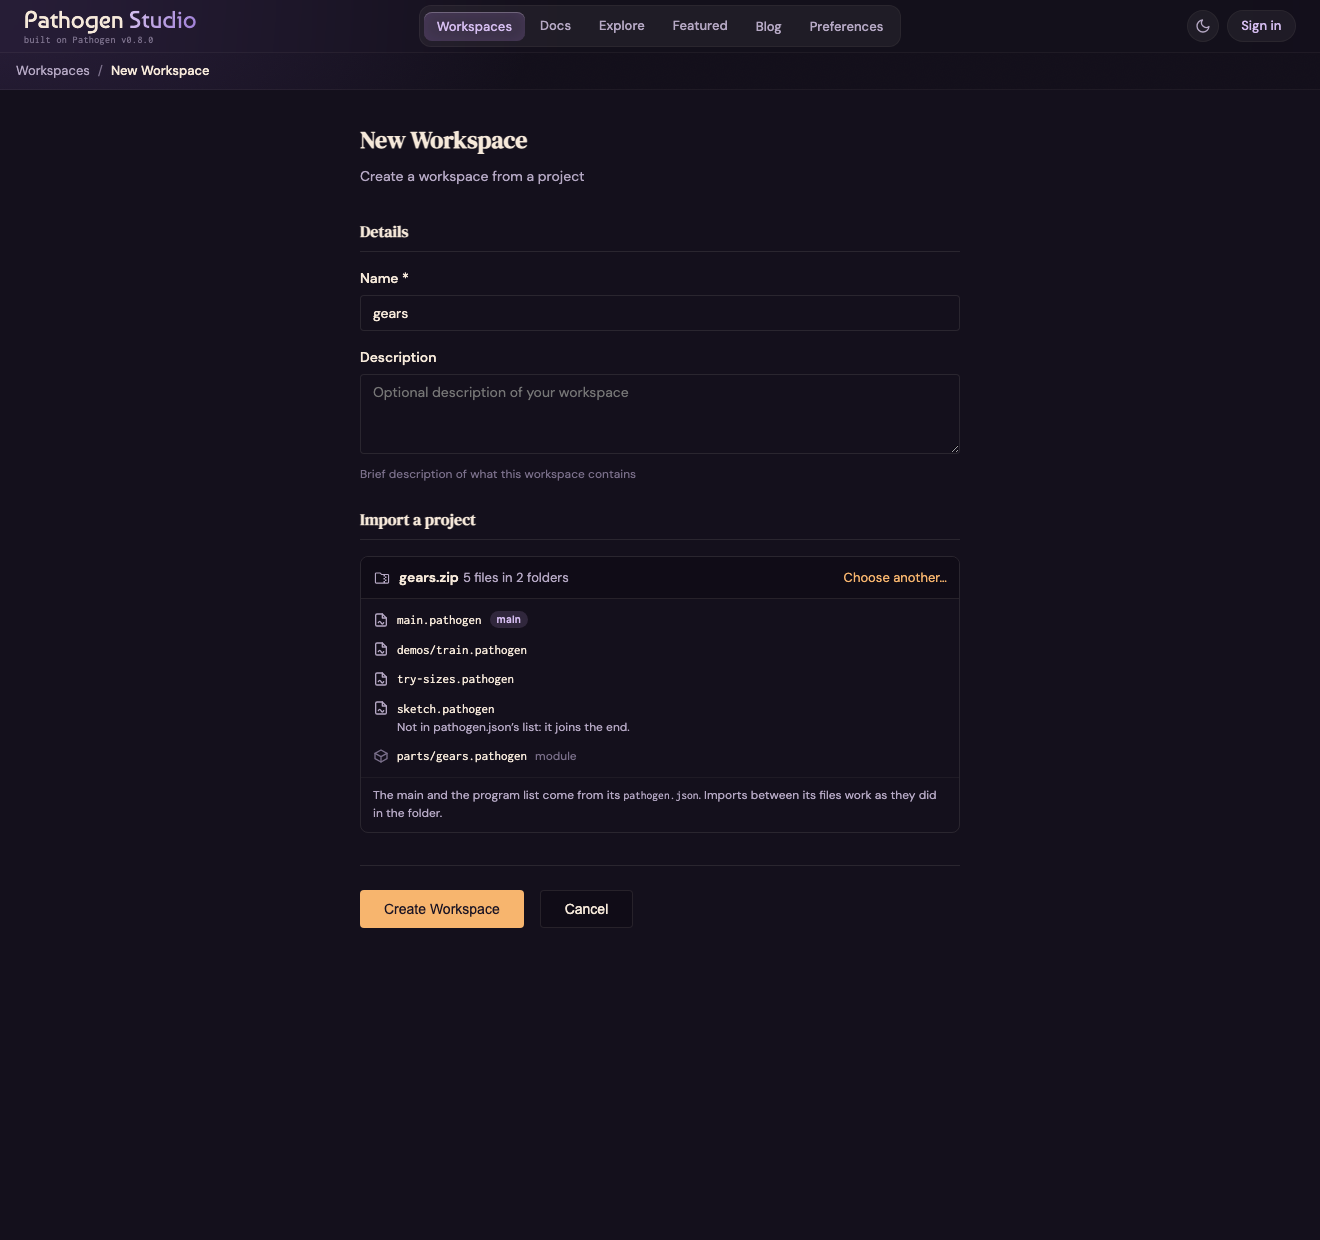 Pathogen Studio
built on Pathogen v0.8.0
Workspaces
Docs
Explore
Featured
Blog
Preferences
Sign in
Workspaces / New Workspace
New Workspace
Create a workspace from a project
Details
Name *
gears
Description
Optional description of your workspace
Brief description of what this workspace contains
Import a project
gears.zip 5 files in 2 folders
Choose another…
main.pathogen main
demos/train.pathogen
try-sizes.pathogen
sketch.pathogen
Not in pathogen.json’s list: it joins the end.
parts/gears.pathogen module
The main and the program list come from its pathogen.json. Imports between its files work as they did
in the folder.
Create Workspace
Cancel